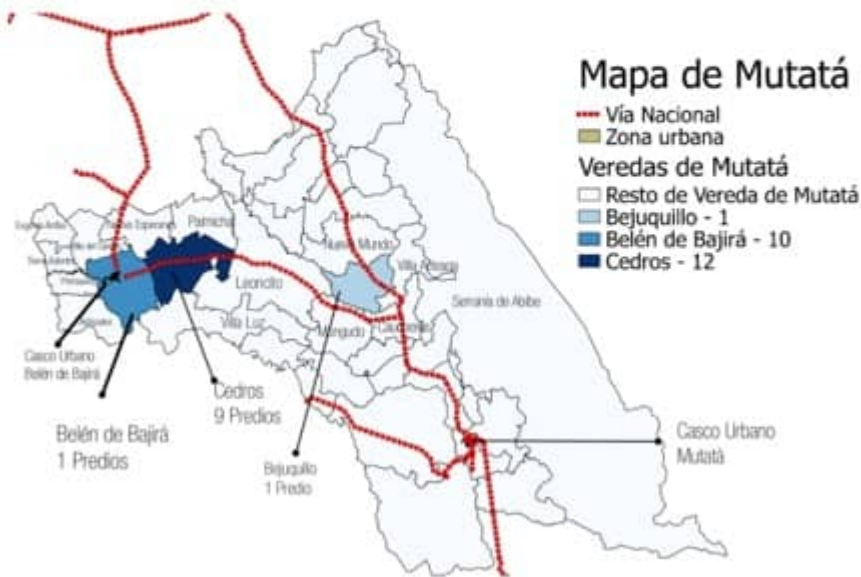 Mapa de Mutatá
Vía Nacional
Zona urbana
Veredas de Mutatá
Resto de Vereda de Mutatá
Bejuquillo - 1
Belén de Bajirá - 10
Cedros - 12
Palmichal
Nuevo Mundo
Villa
Leoncito
Serranía de Abibe
Villa Luz
Mungudo
Caucheras
Casco Urbano
Belén de Bajirá
Cedros
9 Predios
Belén de Bajirá
1 Predios
Bejuquillo
1 Predio
Casco Urbano
Mutatá